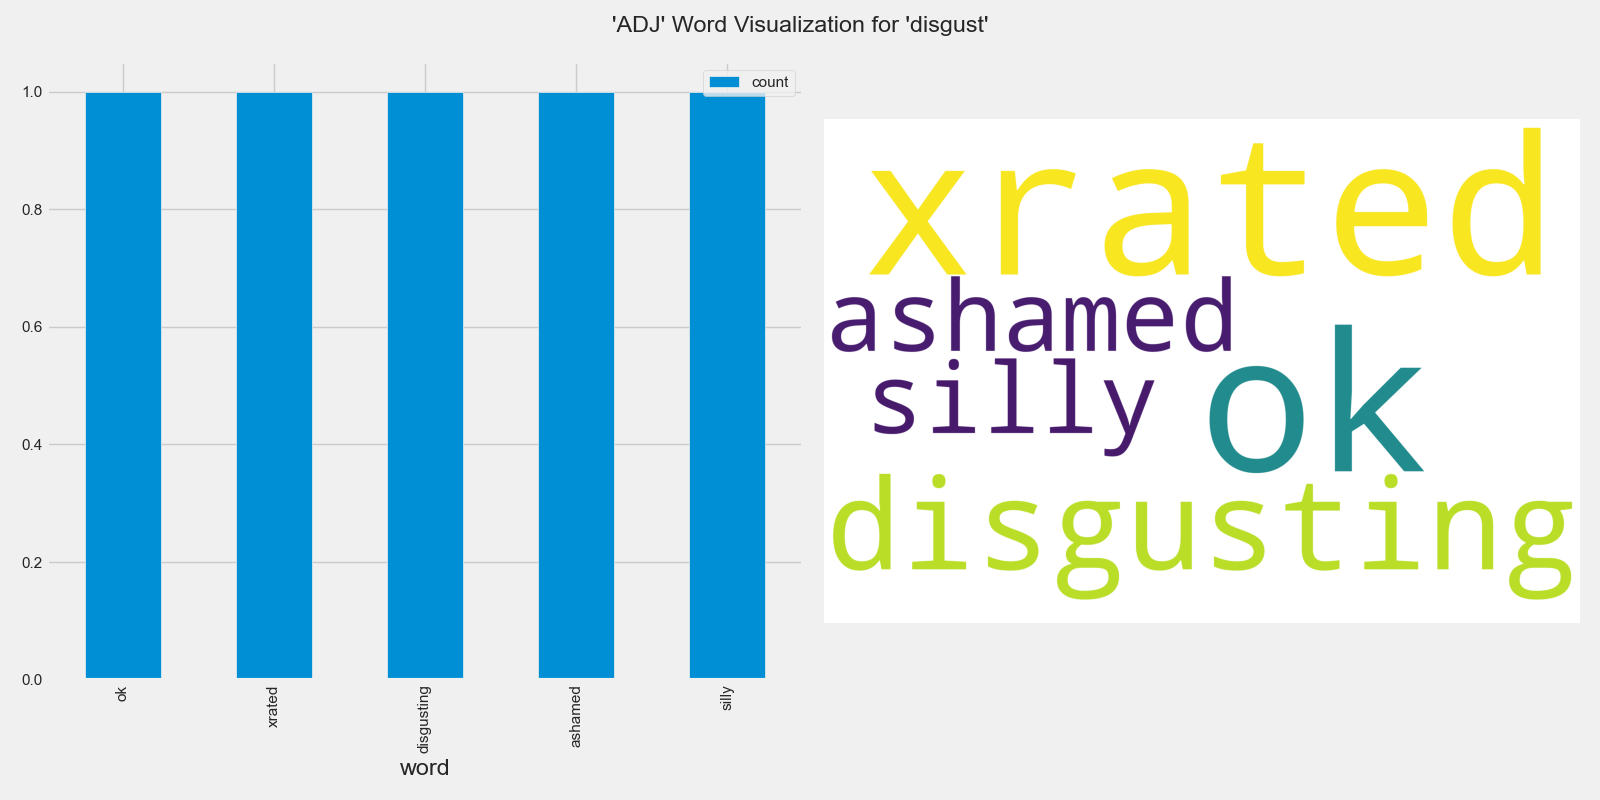 'ADJ' Word Visualization for 'disgust'
count
1.0
0.8
0.6
0.4
0.2
0.0
ok
xrated
disgusting
ashamed
silly
word
xrated
ashamed
silly
ok
disgusting